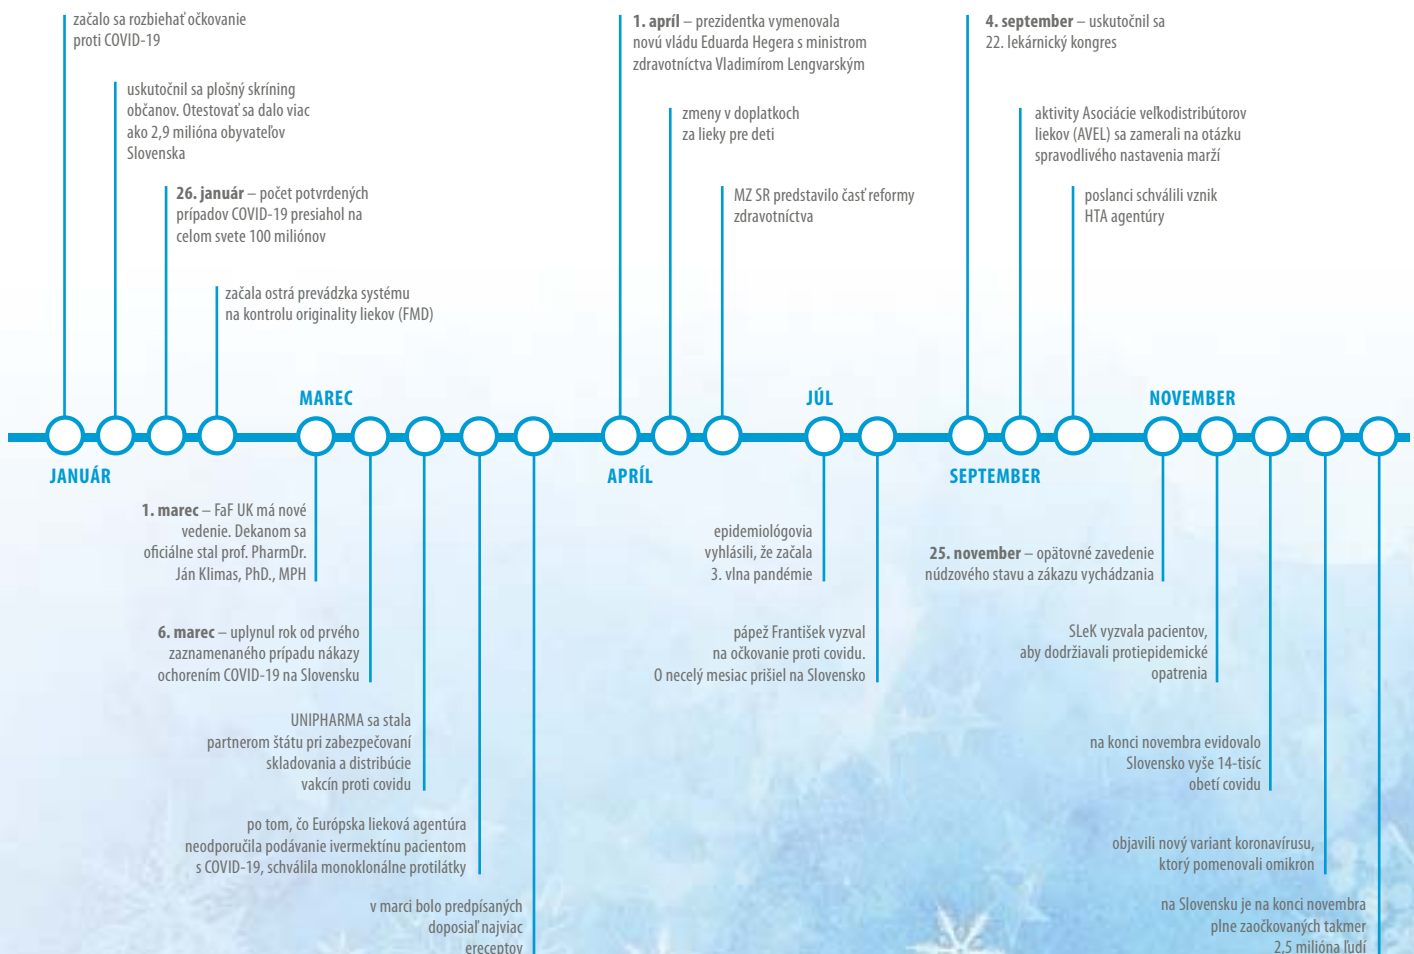 začalo sa rozbiehať očkovanie
proti COVID-19
uskutočnil sa plošný skríning
občanov. Otestovať sa dalo viac
ako 2,9 milióna obyvateľov
Slovenska
26. január – počet potvrdených
prípadov COVID-19 presiahol na
celom svete 100 miliónov
začala ostrá prevádzka systému
na kontrolu originality liekov (FMD)
1. apríl – prezidentka vymenovala
novú vládu Eduarda Hegera s ministrom
zdravotníctva Vladimírom Lengvarským
zmeny v doplatkoch
za lieky pre deti
MZ SR predstavilo časť reformy
zdravotníctva
4. september – uskutočnil sa
22. lekárnický kongres
aktivity Asociácie veľkodistribútorov
liekov (AVEL) sa zamerali na otázku
spravodlivého nastavenia marží
poslanci schválili vznik
HTA agentúry
MAREC
JÚL
NOVEMBER
JANUÁR
APRÍL
SEPTEMBER
1. marec – FaF UK má nové
vedenie. Dekanom sa
oficiálne stal prof. PharmDr.
Ján Klimas, PhD., MPH
6. marec – uplynul rok od prvého
zaznamenaného prípadu nákazy
ochorením COVID-19 na Slovensku
UNIPHARMA sa stala
partnerom štátu pri zabezpečovaní
skladovania a distribúcie
vakcín proti covidu
po tom, čo Európska lieková agentúra
neodporučila podávanie ivermektínu pacientom
s COVID-19, schválila monoklonálne protilátky
v marci bolo predpísaných
doposiaľ najviac
ereceptov
epidemiológovia
vyhlásili, že začala
3. vlna pandémie
pápež František vyzval
na očkovanie proti covidu.
O necelý mesiac prišiel na Slovensko
25. november – opätovné zavedenie
núdzového stavu a zákazu vychádzania
SLeK vyzvala pacientov,
aby dodržiavali protiepidemické
opatrenia
na konci novembra evidovalo
Slovensko vyše 14-tisíc
obetí covidu
objavili nový variant koronavírusu,
ktorý pomenovali omikron
na Slovensku je na konci novembra
plne zaočkovaných takmer
2,5 milióna ľudí